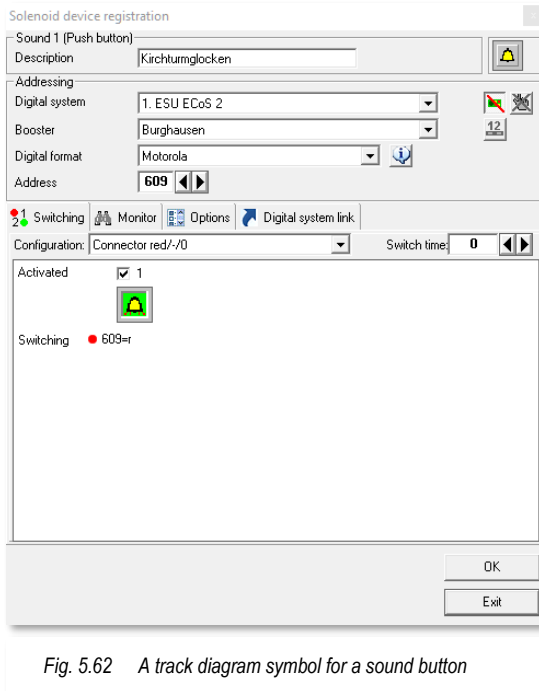 Solenoid device registration
Sound 1 (Push button)
Description Kirchturmglocken
Addressing
Digital system 1. ESU ECoS 2
Booster Burghausen
12
Digital format Motorola
Address 609
1 2 Switching Monitor Options Digital system link
Configuration: Connector red/-/0 Switch time: 0
Activated 1
Switching 609=r
OK
Exit
Fig. 5.62 A track diagram symbol for a sound button